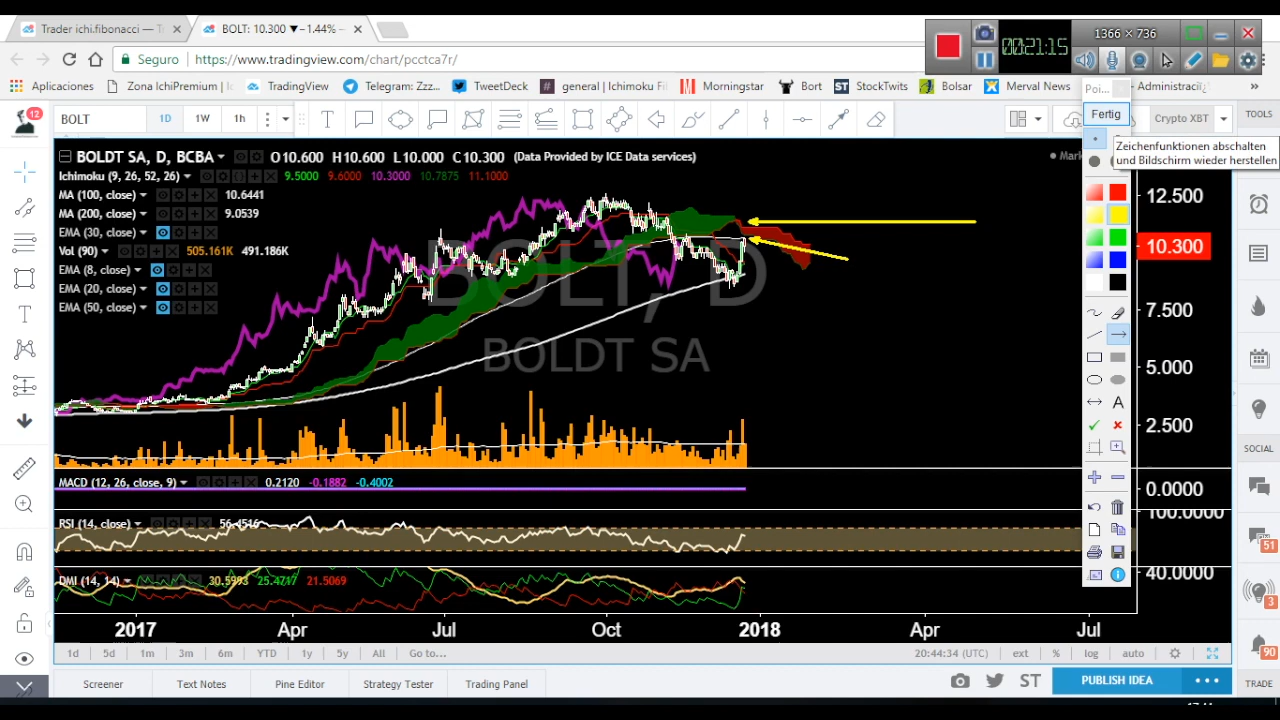 Trader ichi.fibonacci — T
BOLT: 10.300 ▼ −1.44%
00:21:15
1366 × 736
Seguro
https://www.tradingview.com/chart/pcctca7r/
Aplicaciones
Zona IchiPremium | Ic
TradingView
Telegram: Zzz...
TweetDeck
general | Ichimoku Fi
Morningstar
Bort
StockTwits
Bolsar
Merval News
Administració
»
12
BOLT
1D
1W
1h
Poi...
Fertig
Crypto XBT
TOOLS
Zeichenfunktionen abschalten
und Bildschirm wieder herstellen
BOLDT SA, D, BCBA
O10.600 H10.600 L10.000 C10.300 (Data Provided by ICE Data services)
Mark
Ichimoku (9, 26, 52, 26)
9.5000 9.6000 10.3000 10.7875 11.1000
MA (100, close)
10.6441
MA (200, close)
9.0539
EMA (30, close)
Vol (90)
505.161K 491.186K
EMA (8, close)
EMA (20, close)
EMA (50, close)
BOLT, D
BOLDT SA
12.500
10.300
7.500
5.000
2.500
MACD (12, 26, close, 9)
0.2120 -0.1882 -0.4002
0.0000
RSI (14, close)
56.4516
100.0000
DMI (14, 14)
30.5993 25.4717 21.5069
40.0000
2017
Apr
Jul
Oct
2018
Apr
Jul
SOCIAL
51
3
90
1d
5d
1m
3m
6m
YTD
1y
5y
All
Go to...
20:44:34 (UTC)
ext
%
log
auto
Screener
Text Notes
Pine Editor
Strategy Tester
Trading Panel
ST
PUBLISH IDEA
TRADE